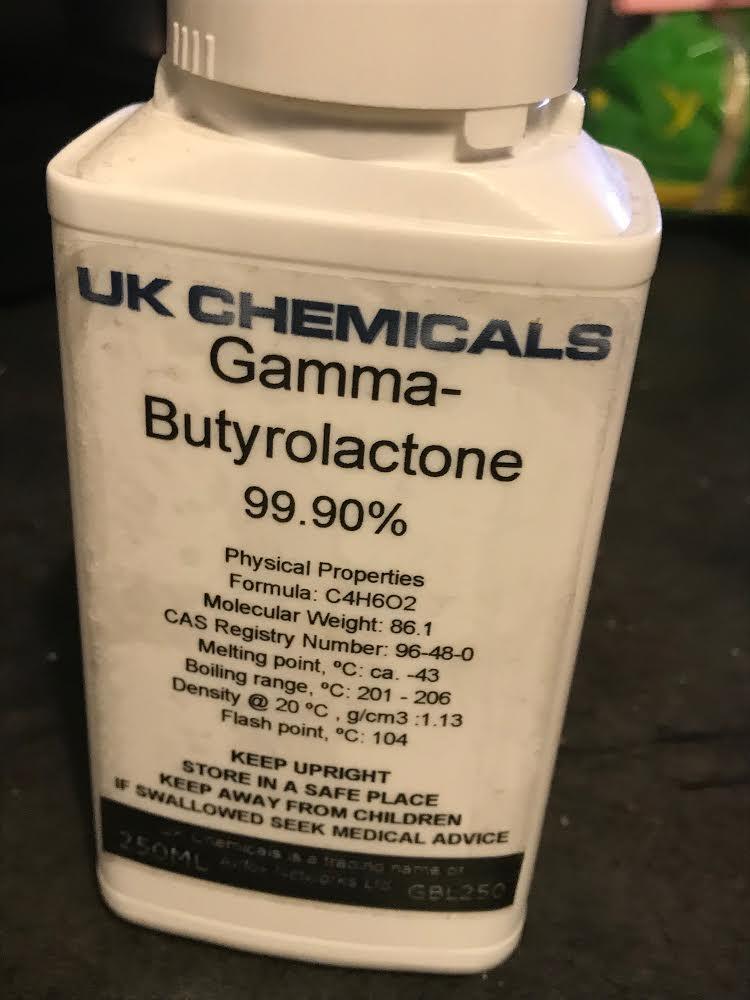 UK CHEMICALS
Gamma-
Butyrolactone
99.90%
Physical Properties
Formula: C4H6O2
Molecular Weight: 86.1
CAS Registry Number: 96-48-0
Melting point, ºC: ca. -43
Boiling range, ºC: 201 - 206
Density @ 20 ºC , g/cm3 :1.13
Flash point, ºC: 104
KEEP UPRIGHT
STORE IN A SAFE PLACE
KEEP AWAY FROM CHILDREN
IF SWALLOWED SEEK MEDICAL ADVICE
Chemicals is a trading name of
250ML Networks Ltd GBL250